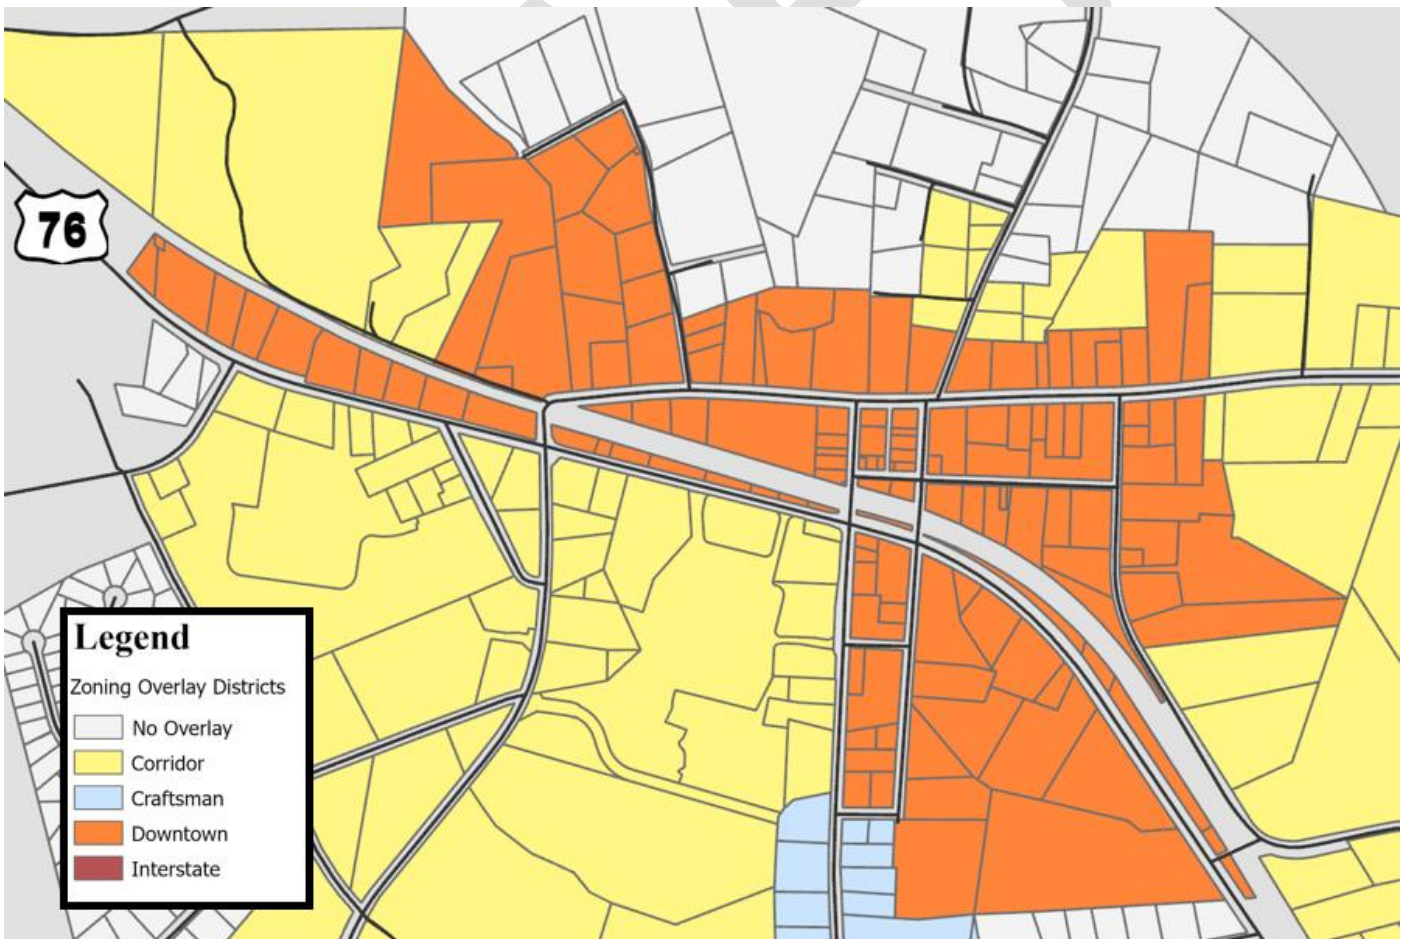 76
Legend
Zoning Overlay Districts
No Overlay
Corridor
Craftsman
Downtown
Interstate